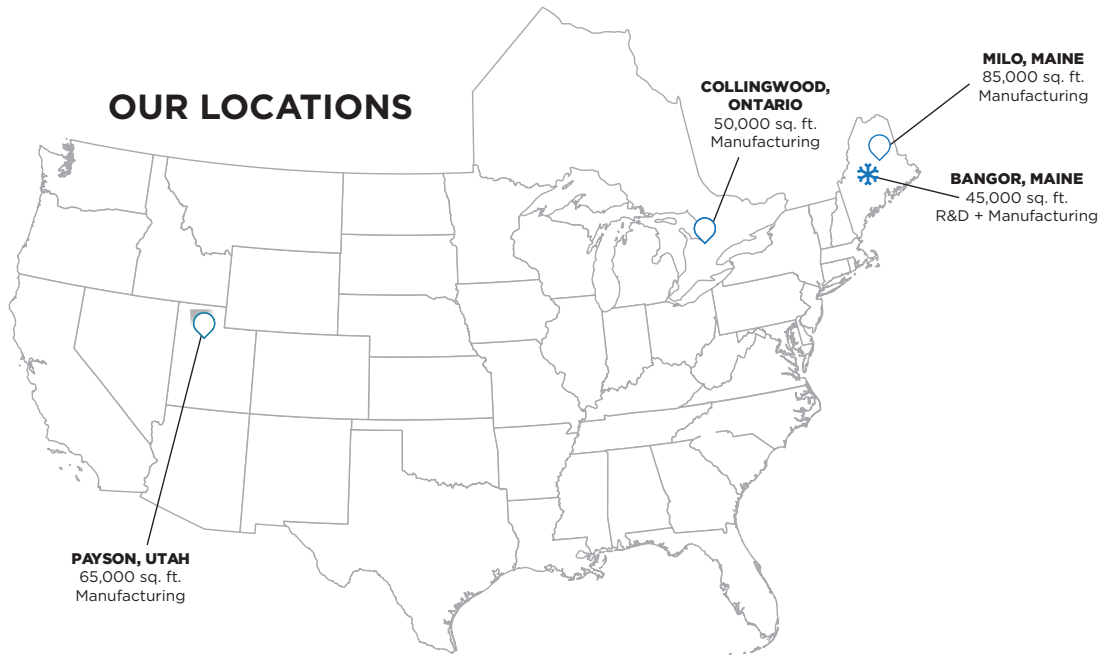 OUR LOCATIONS
COLLINGWOOD,
ONTARIO
50,000 sq. ft.
Manufacturing
MILO, MAINE
85,000 sq. ft.
Manufacturing
BANGOR, MAINE
45,000 sq. ft.
R&D + Manufacturing
PAYSON, UTAH
65,000 sq. ft.
Manufacturing